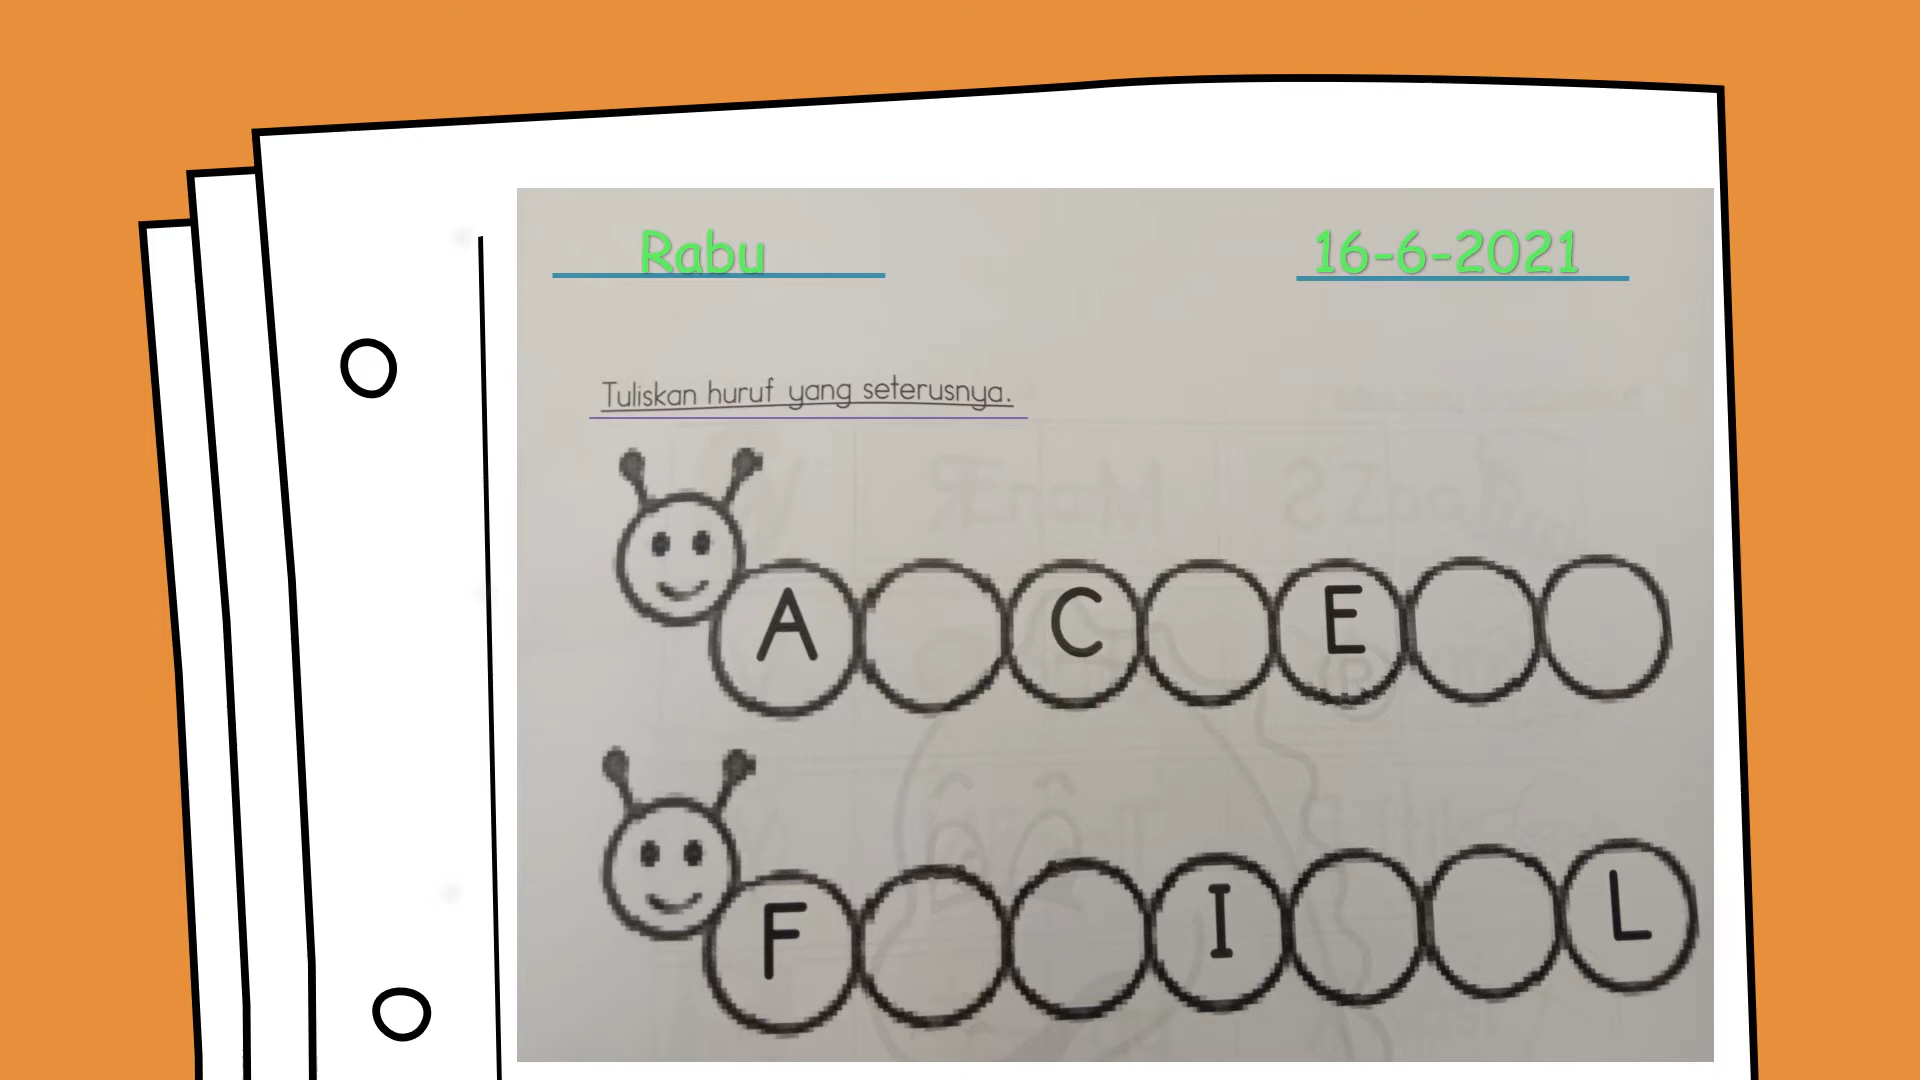 Rabu 16-6-2021
Tuliskan huruf yang seterusnya.
A C E
F I L